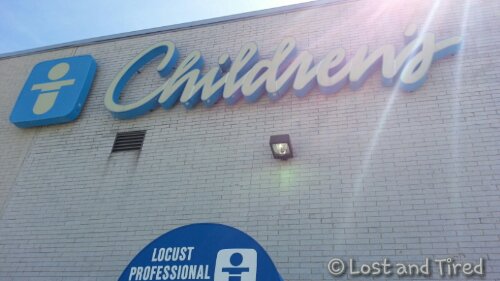 Children's
LOCUST
PROFESSIONAL
© Lost and Tired